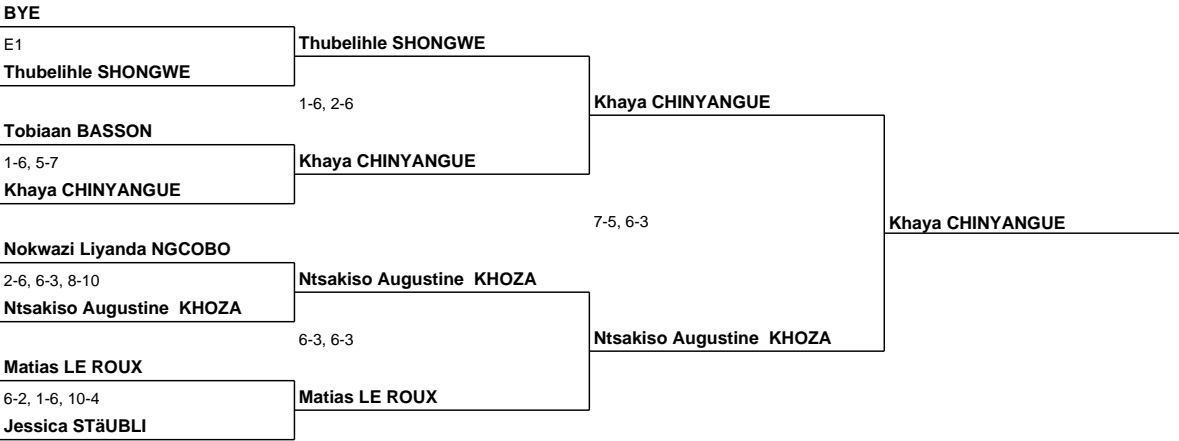 BYE
E1
Thubelihle SHONGWE
Thubelihle SHONGWE
1-6, 2-6
Khaya CHINYANGUE
Tobiaan BASSON
1-6, 5-7
Khaya CHINYANGUE
Khaya CHINYANGUE
7-5, 6-3
Khaya CHINYANGUE
Nokwazi Liyanda NGCOBO
2-6, 6-3, 8-10
Ntsakiso Augustine  KHOZA
Ntsakiso Augustine  KHOZA
6-3, 6-3
Ntsakiso Augustine  KHOZA
Matias LE ROUX
6-2, 1-6, 10-4
Matias LE ROUX
Jessica STäUBLI